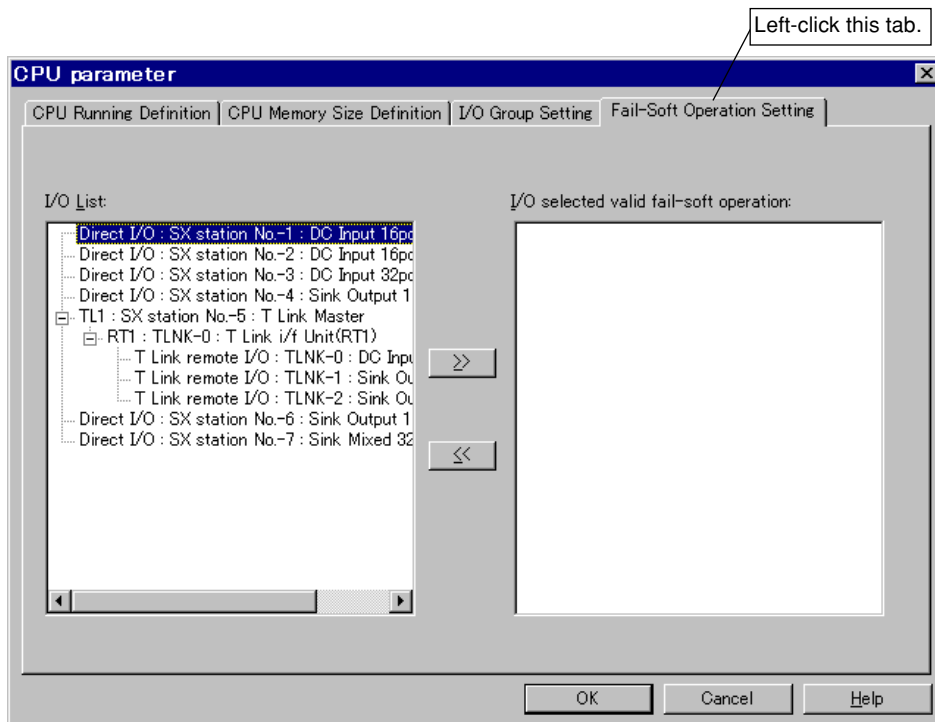 Left-click this tab.
CPU parameter
CPU Running Definition CPU Memory Size Definition I/O Group Setting Fail-Soft Operation Setting
I/O List:
Direct I/O : SX station No.-1 : DC Input 16po
Direct I/O : SX station No.-2 : DC Input 16po
Direct I/O : SX station No.-3 : DC Input 32po
Direct I/O : SX station No.-4 : Sink Output 1
TL1 : SX station No.-5 : T Link Master
RT1 : TLNK-0 : T Link i/f Unit(RT1)
T Link remote I/O : TLNK-0 : DC Inpu
T Link remote I/O : TLNK-1 : Sink Ou
T Link remote I/O : TLNK-2 : Sink Ou
Direct I/O : SX station No.-6 : Sink Output 1
Direct I/O : SX station No.-7 : Sink Mixed 32
>>
<<
I/O selected valid fail-soft operation:
OK Cancel Help